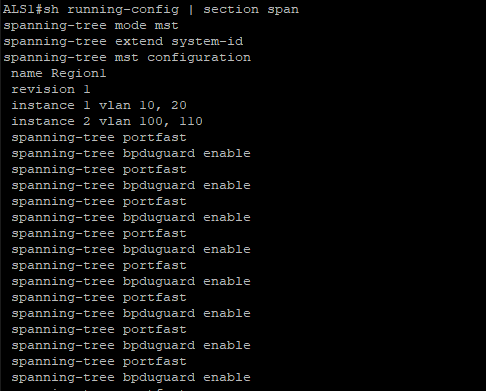 ALS1#sh running-config | section span
spanning-tree mode mst
spanning-tree extend system-id
spanning-tree mst configuration
 name Region1
 revision 1
 instance 1 vlan 10, 20
 instance 2 vlan 100, 110
 spanning-tree portfast
 spanning-tree bpduguard enable
 spanning-tree portfast
 spanning-tree bpduguard enable
 spanning-tree portfast
 spanning-tree bpduguard enable
 spanning-tree portfast
 spanning-tree bpduguard enable
 spanning-tree portfast
 spanning-tree bpduguard enable
 spanning-tree portfast
 spanning-tree bpduguard enable
 spanning-tree portfast
 spanning-tree bpduguard enable
 spanning-tree portfast
 spanning-tree bpduguard enable